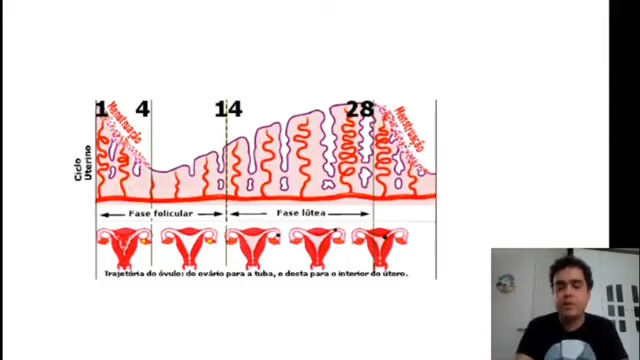 1 4 14 28
Menstruação
Menstruação
Ciclo
Uterino
Fase folicular
Fase lútea
Trajetória do óvulo: do ovário para a tuba, e desta para o interior do útero.